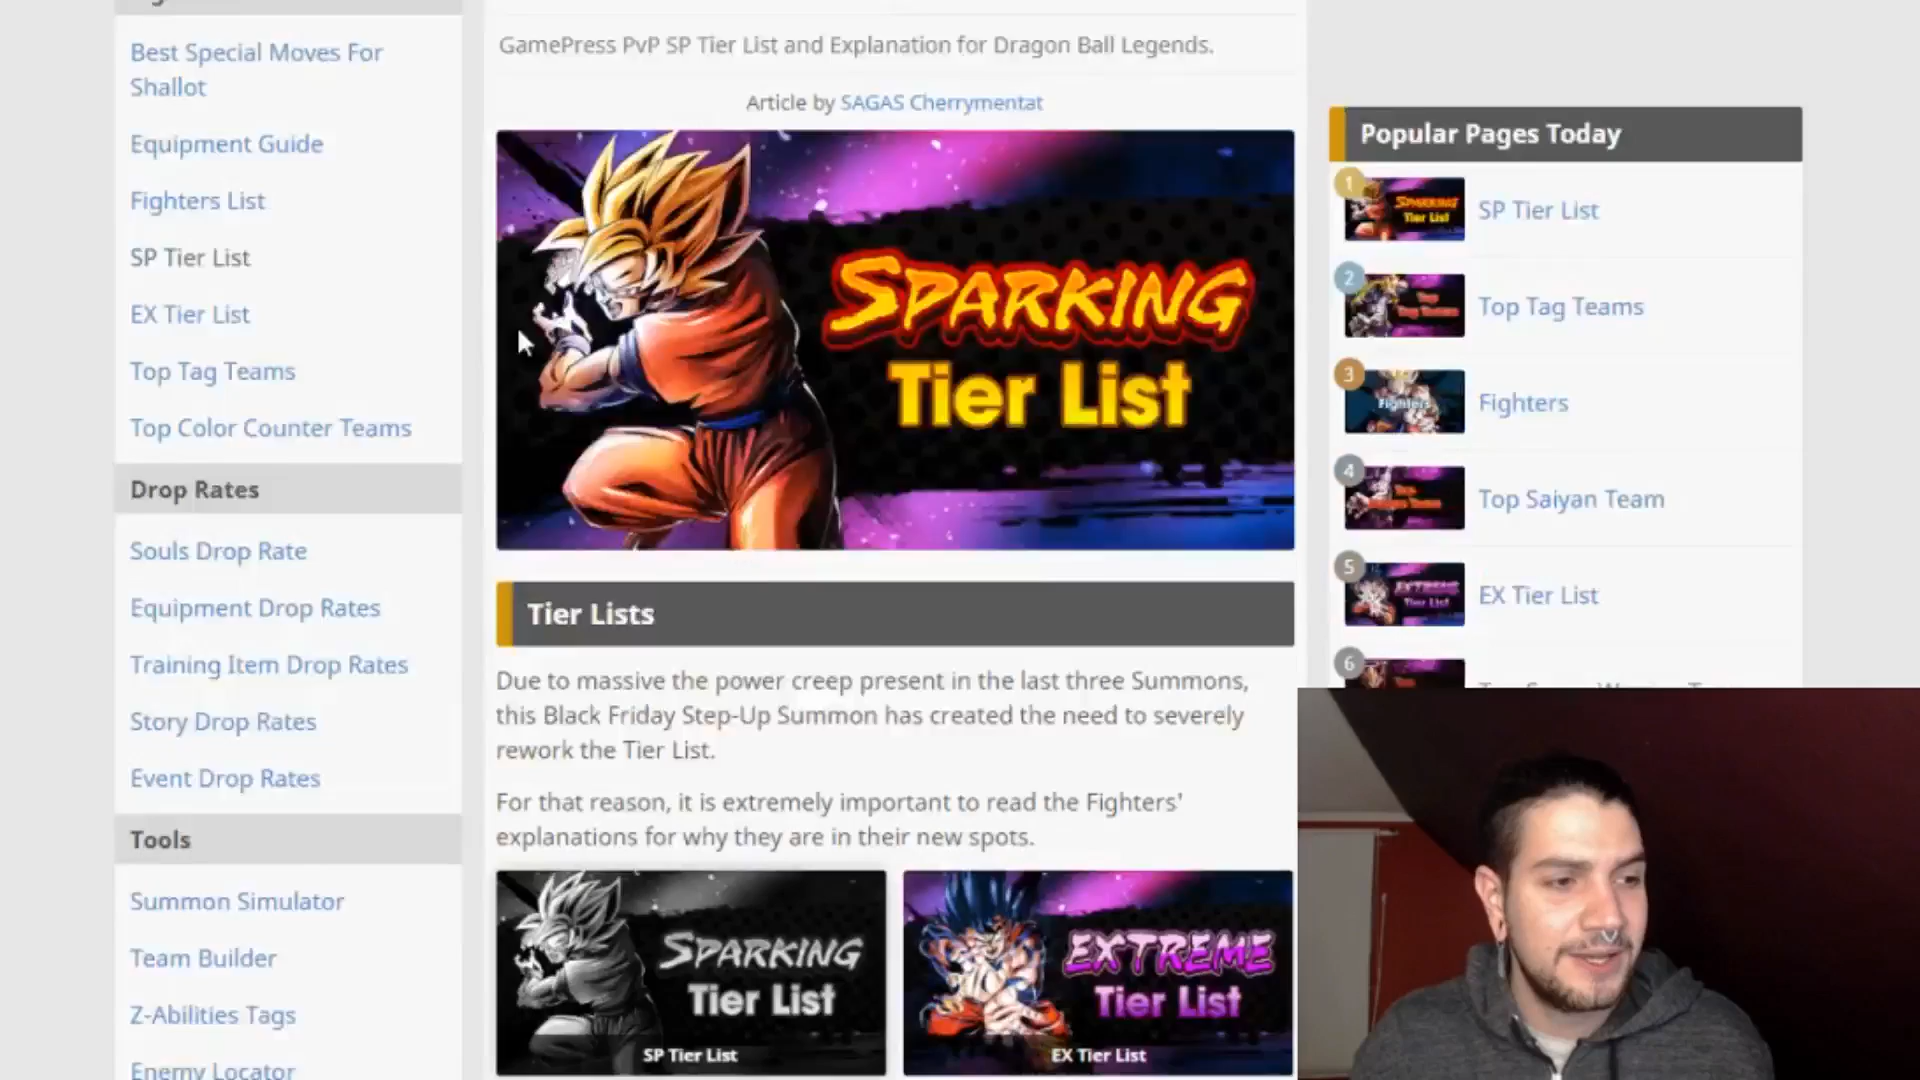 Best Special Moves For
Shallot
Equipment Guide
Fighters List
SP Tier List
EX Tier List
Top Tag Teams
Top Color Counter Teams
Drop Rates
Souls Drop Rate
Equipment Drop Rates
Training Item Drop Rates
Story Drop Rates
Event Drop Rates
Tools
Summon Simulator
Team Builder
Z-Abilities Tags
Enemy Locator
GamePress PvP SP Tier List and Explanation for Dragon Ball Legends.
Article by SAGAS Cherrymentat
SPARKING
Tier List
Tier Lists
Due to massive the power creep present in the last three Summons,
this Black Friday Step-Up Summon has created the need to severely
rework the Tier List.
For that reason, it is extremely important to read the Fighters'
explanations for why they are in their new spots.
SPARKING
Tier List
SP Tier List
EXTREME
Tier List
EX Tier List
Popular Pages Today
1
SPARKING
Tier List
SP Tier List
2
Top Tag Teams
3
Fighters
Fighters
4
Top Saiyan Team
5
EXTREME
Tier List
EX Tier List
6